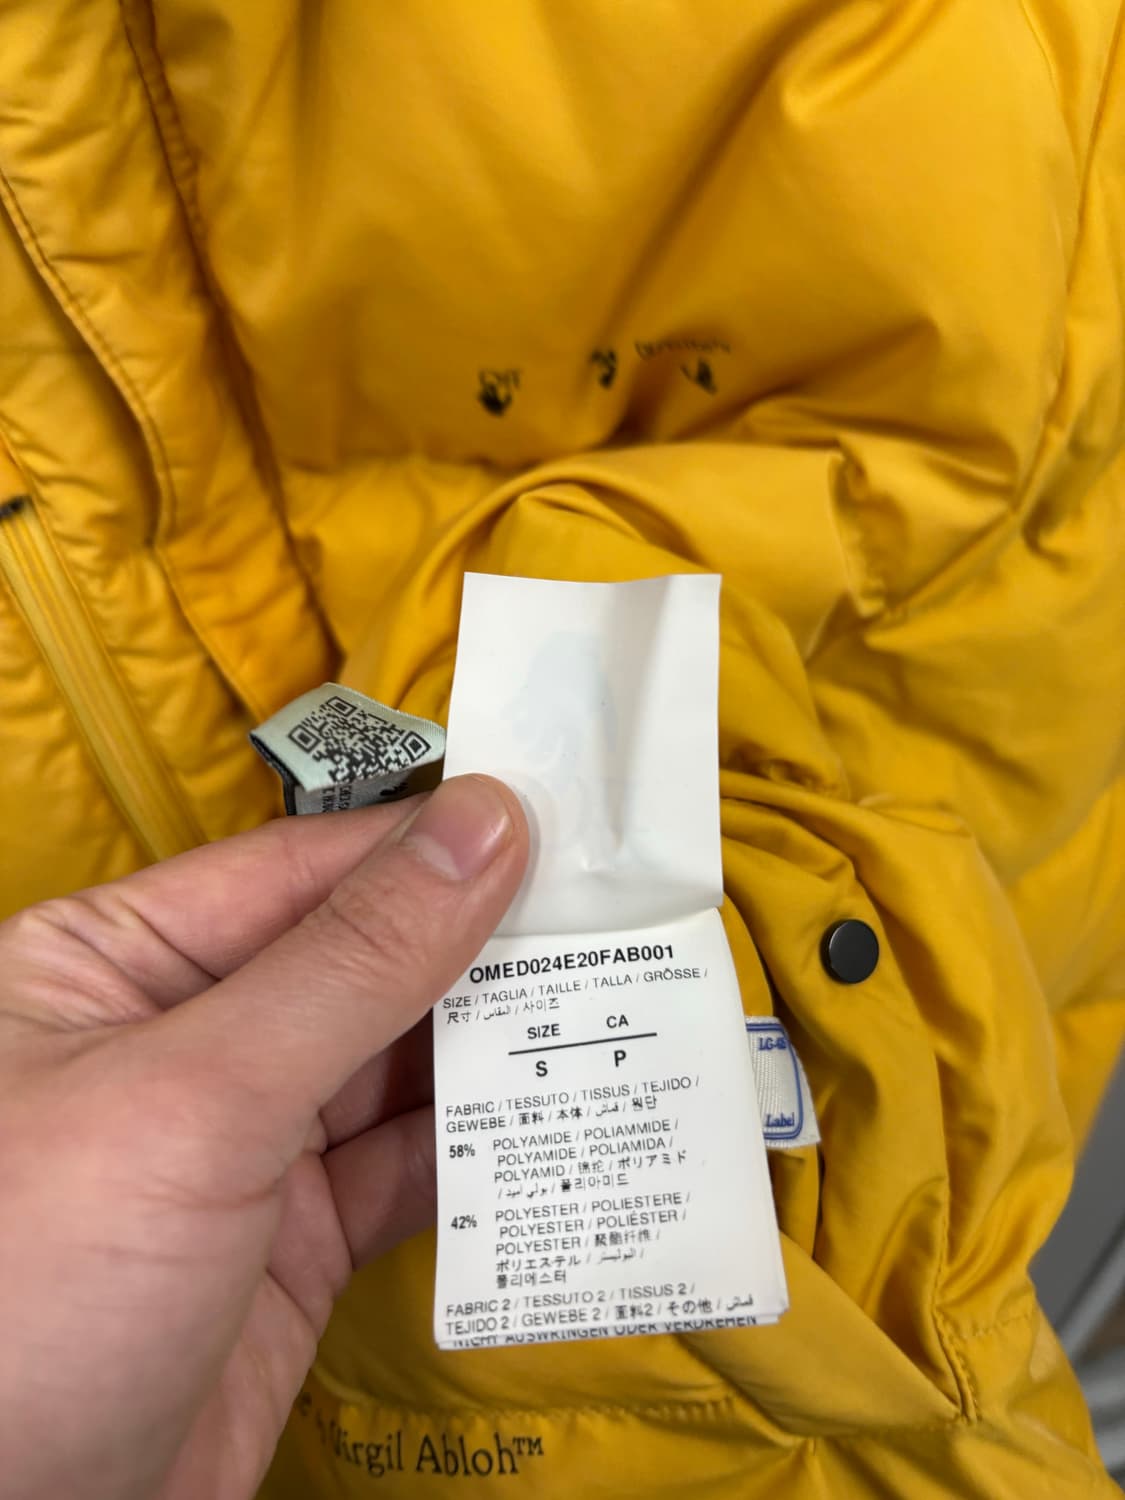 Off
OMED024E20FAB001
SIZE / TAGLIA / TAILLE / TALLA / GRÖSSE /
尺寸 / المقاس / 사이즈
SIZE CA
S P
FABRIC / TESSUTO / TISSUS / TEJIDO /
GEWEBE / 面料 / 本体 / قماش / 원단
58% POLYAMIDE / POLIAMMIDE /
POLYAMIDE / POLIAMIDA /
POLYAMID / 锦纶 / ポリアミド
/ بولي أميد / 폴리아미드
42% POLYESTER / POLIESTERE /
POLYESTER / POLIÉSTER /
POLYESTER / 聚酯纤维 /
ポリエステル / البوليستر /
폴리에스터
FABRIC 2 / TESSUTO 2 / TISSUS 2 /
TEJIDO 2 / GEWEBE 2 / 面料2 / その他 / قماش
NICHT AUSWRINGEN ODER VERDREHEN
Label
Virgil Abloh™